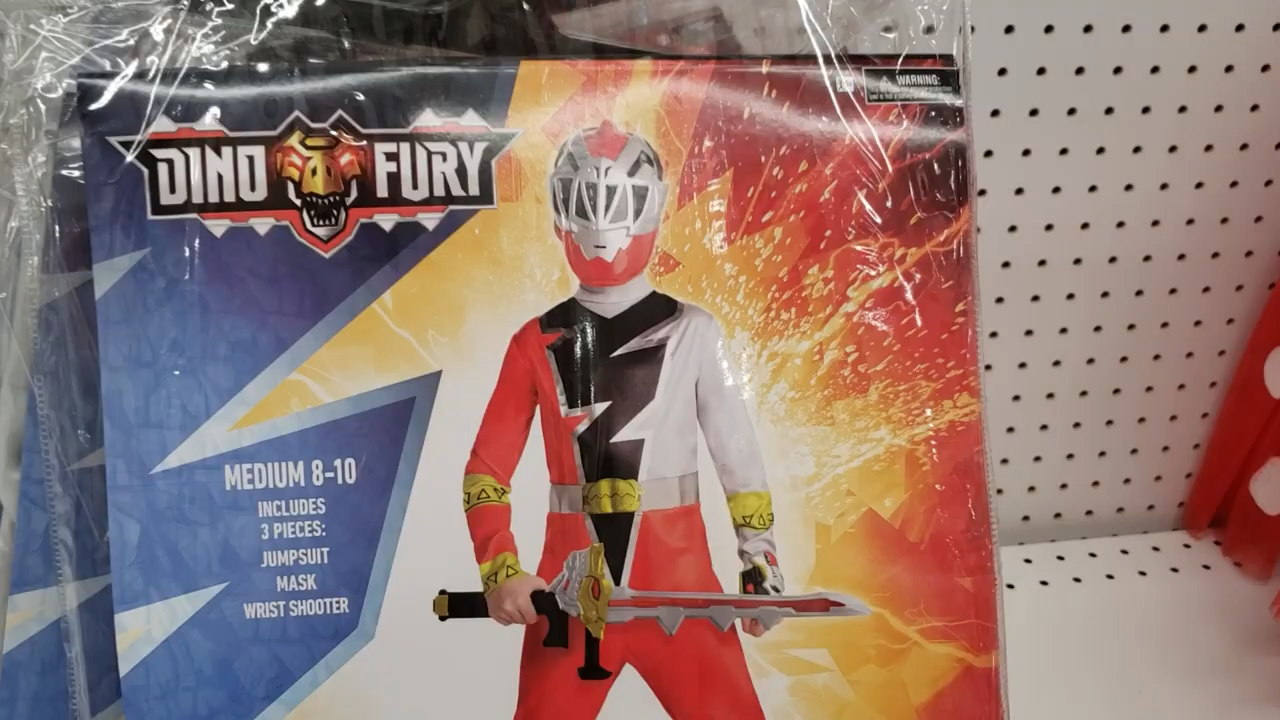 DINO FURY
WARNING:
MEDIUM 8-10
INCLUDES
3 PIECES:
JUMPSUIT
MASK
WRIST SHOOTER